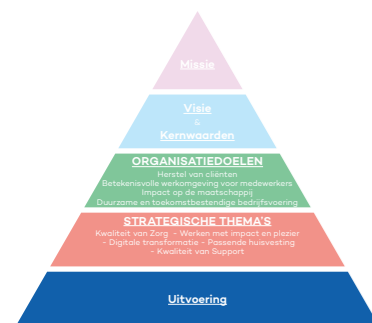 Missie
Visie
&
Kernwaarden
ORGANISATIEDOELEN
Herstel van cliënten
Betekenisvolle werkomgeving voor medewerkers
Impact op de maatschappij
Duurzame en toekomstbestendige bedrijfsvoering
STRATEGISCHE THEMA'S
Kwaliteit van Zorg - Werken met impact en plezier
- Digitale transformatie - Passende huisvesting
- Kwaliteit van Support
Uitvoering